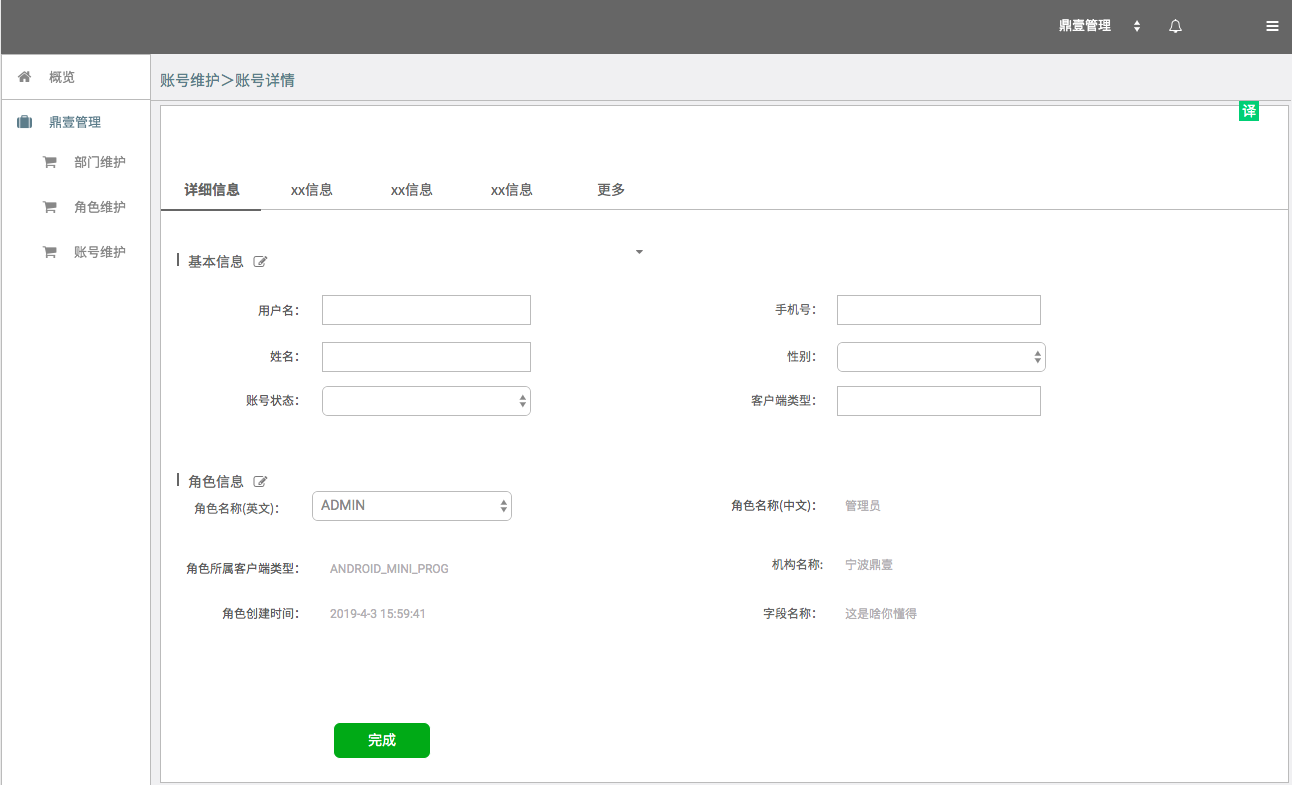 鼎壹管理
概览
账号维护>账号详情
译
鼎壹管理
部门维护
角色维护
账号维护
详细信息 xx信息 xx信息 xx信息 更多
基本信息
用户名： 手机号：
姓名： 性别：
账号状态： 客户端类型：
角色信息
角色名称(英文)： ADMIN 角色名称(中文)： 管理员
角色所属客户端类型： ANDROID_MINI_PROG 机构名称: 宁波鼎壹
角色创建时间： 2019-4-3 15:59:41 字段名称： 这是啥你懂得
完成